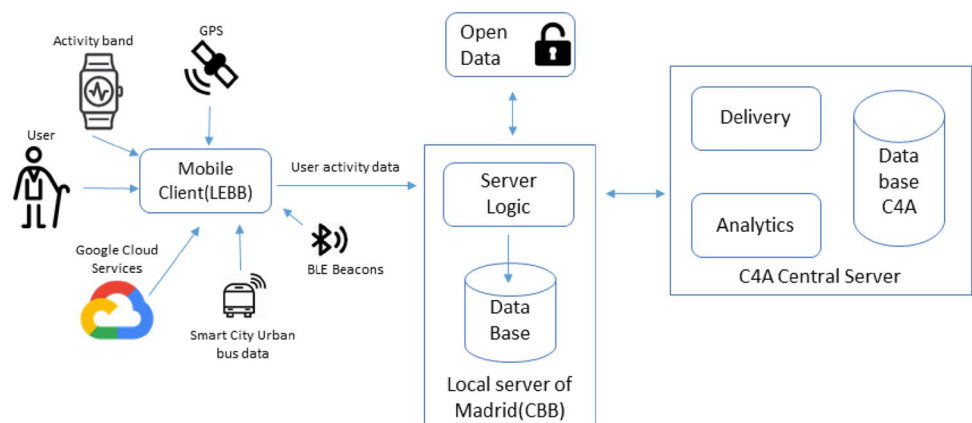 Activity band
GPS
User
Mobile
Client(LEBB)
User activity data
Google Cloud
Services
BLE Beacons
Smart City Urban
bus data
Open
Data
Server
Logic
Data
Base
Local server of
Madrid(CBB)
Delivery
Analytics
Data
base
C4A
C4A Central Server